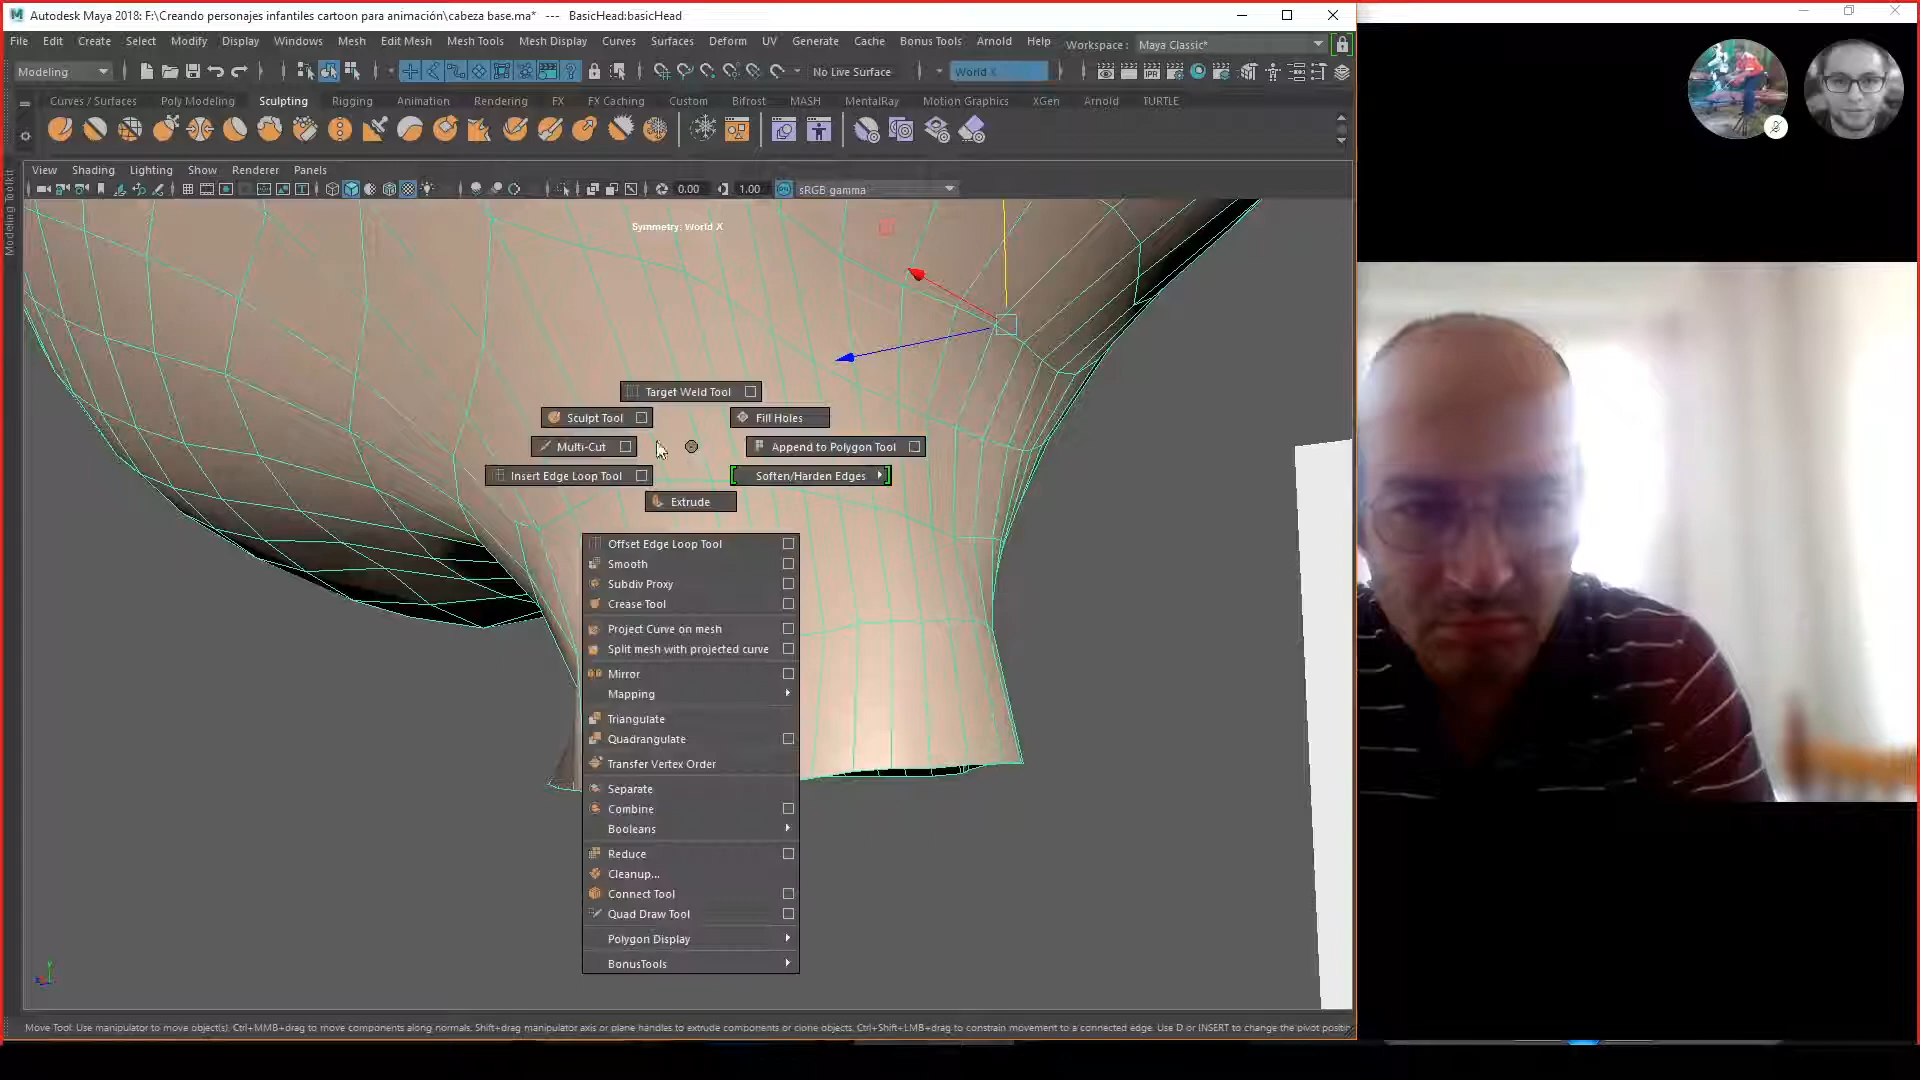 Autodesk Maya 2018: F:\Creando personajes infantiles cartoon para animación\cabeza base.ma* --- BasicHead:basicHead
File Edit Create Select Modify Display Windows Mesh Edit Mesh Mesh Tools Mesh Display Curves Surfaces Deform UV Generate Cache Bonus Tools Arnold Help Workspace : Maya Classic*
Modeling No Live Surface World X
Curves / Surfaces Poly Modeling Sculpting Rigging Animation Rendering FX FX Caching Custom Bifrost MASH MentalRay Motion Graphics XGen Arnold TURTLE
View Shading Lighting Show Renderer Panels
0.00 1.00 sRGB gamma
Modeling Toolkit
Symmetry: World X
Target Weld Tool
Sculpt Tool Fill Holes
Multi-Cut Append to Polygon Tool
Insert Edge Loop Tool Soften/Harden Edges
Extrude
Offset Edge Loop Tool
Smooth
Subdiv Proxy
Crease Tool
Project Curve on mesh
Split mesh with projected curve
Mirror
Mapping
Triangulate
Quadrangulate
Transfer Vertex Order
Separate
Combine
Booleans
Reduce
Cleanup...
Connect Tool
Quad Draw Tool
Polygon Display
BonusTools
Move Tool: Use manipulator to move object(s). Ctrl+MMB+drag to move components along normals. Shift+drag manipulator axis or plane handles to extrude components or clone objects. Ctrl+Shift+LMB+drag to constrain movement to a connected edge. Use D or INSERT to change the pivot positi